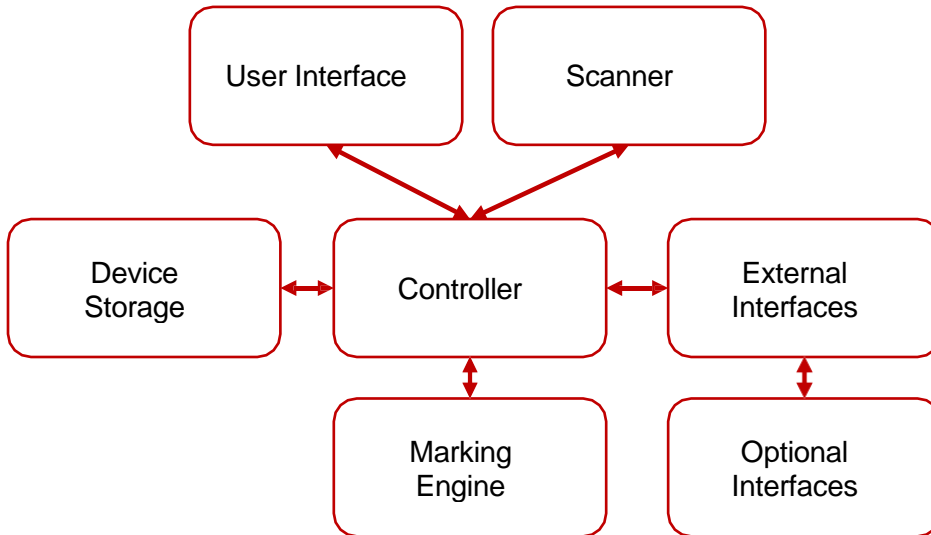 User Interface
Scanner
Device
Storage
Controller
External
Interfaces
Marking
Engine
Optional
Interfaces